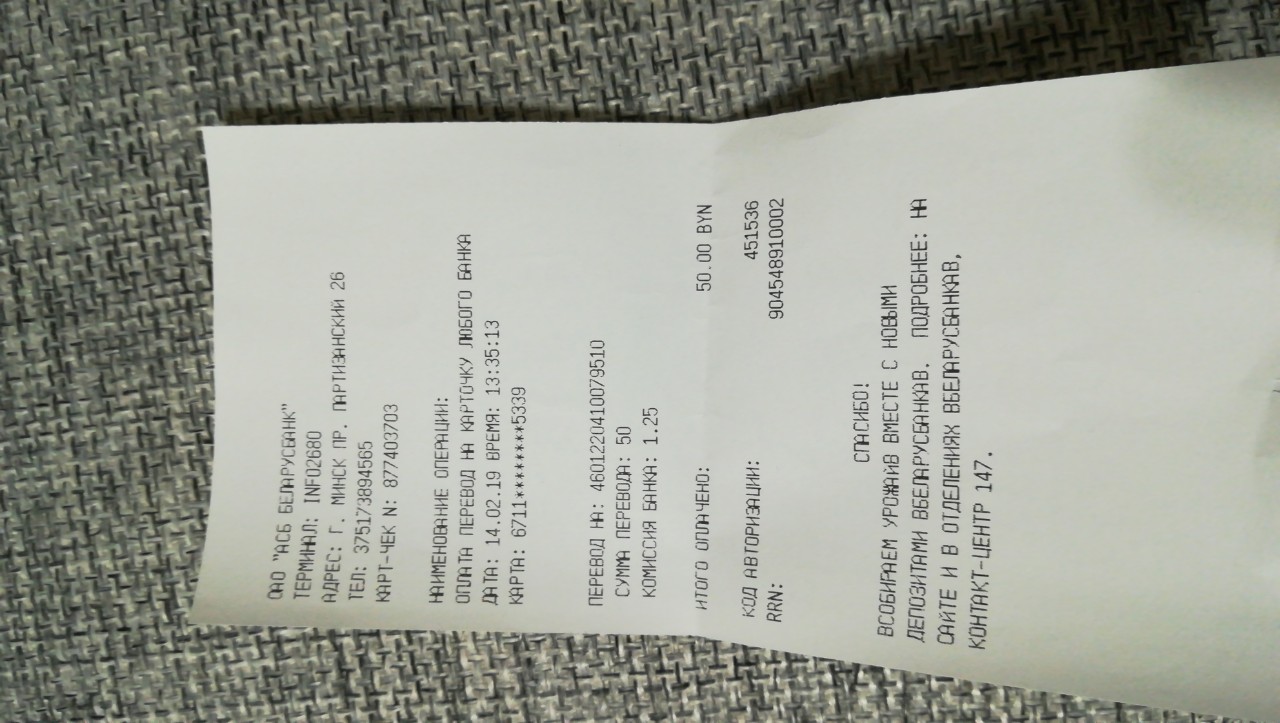 ОАО "АСБ БЕЛАРУСБАНК"
ТЕРМИНАЛ: INF02680
АДРЕС: Г. МИНСК ПР. ПАРТИЗАНСКИЙ 26
ТЕЛ: 375173894565
КАРТ-ЧЕК N: 877403703
НАИМЕНОВАНИЕ ОПЕРАЦИИ:
ОПЛАТА ПЕРЕВОД НА КАРТОЧКУ ЛЮБОГО БАНКА
ДАТА: 14.02.19 ВРЕМЯ: 13:35:13
КАРТА: 6711*********5339
ПЕРЕВОД НА: 4601220410079510
СУММА ПЕРЕВОДА: 50
КОМИССИЯ БАНКА: 1.25
ИТОГО ОПЛАЧЕНО: 50.00 BYN
КОД АВТОРИЗАЦИИ: 451536
RRN: 904548910002
СПАСИБО!
ВСОБИРАЕМ УРОЖАЙВ ВМЕСТЕ С НОВЫМИ
ДЕПОЗИТАМИ ВБЕЛАРУСБАНКАВ. ПОДРОБНЕЕ: НА
САЙТЕ И В ОТДЕЛЕНИЯХ ВБЕЛАРУСБАНКАВ,
КОНТАКТ-ЦЕНТР 147.